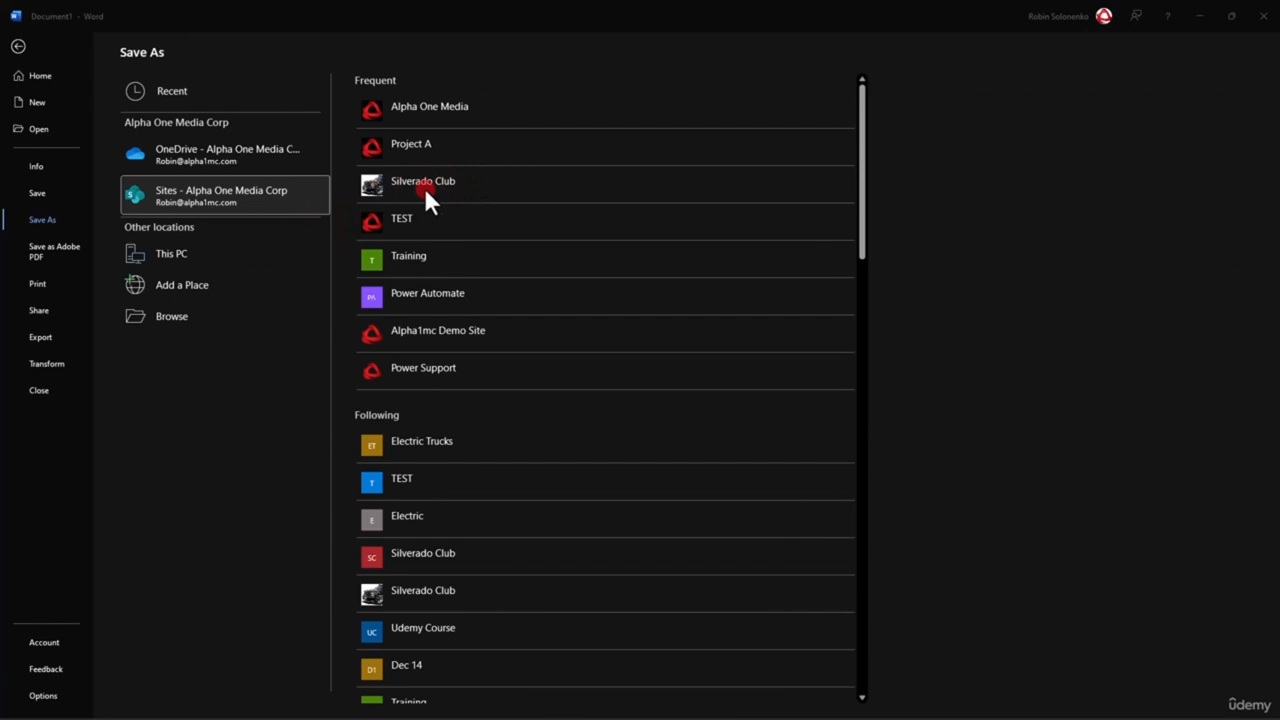 Document1 - Word
Robin Solonenko
?
Home
New
Open
Info
Save
Save As
Save as Adobe
PDF
Print
Share
Export
Transform
Close
Account
Feedback
Options
Save As
Recent
Alpha One Media Corp
OneDrive - Alpha One Media C...
Robin@alpha1mc.com
S
Sites - Alpha One Media Corp
Robin@alpha1mc.com
Other locations
This PC
Add a Place
Browse
Frequent
Alpha One Media
Project A
Silverado Club
TEST
T Training
PA Power Automate
Alpha1mc Demo Site
Power Support
Following
ET Electric Trucks
T TEST
E Electric
SC Silverado Club
Silverado Club
UC Udemy Course
D1 Dec 14
Training
ûdemy